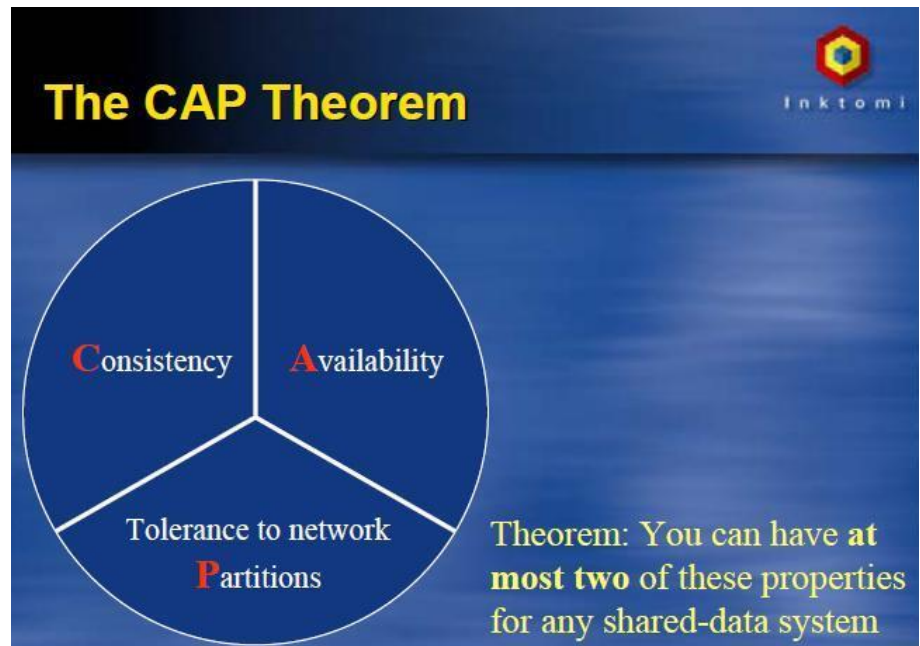 The CAP Theorem
Inktomi
Consistency
Availability
Tolerance to network
Partitions
Theorem: You can have at
most two of these properties
for any shared-data system